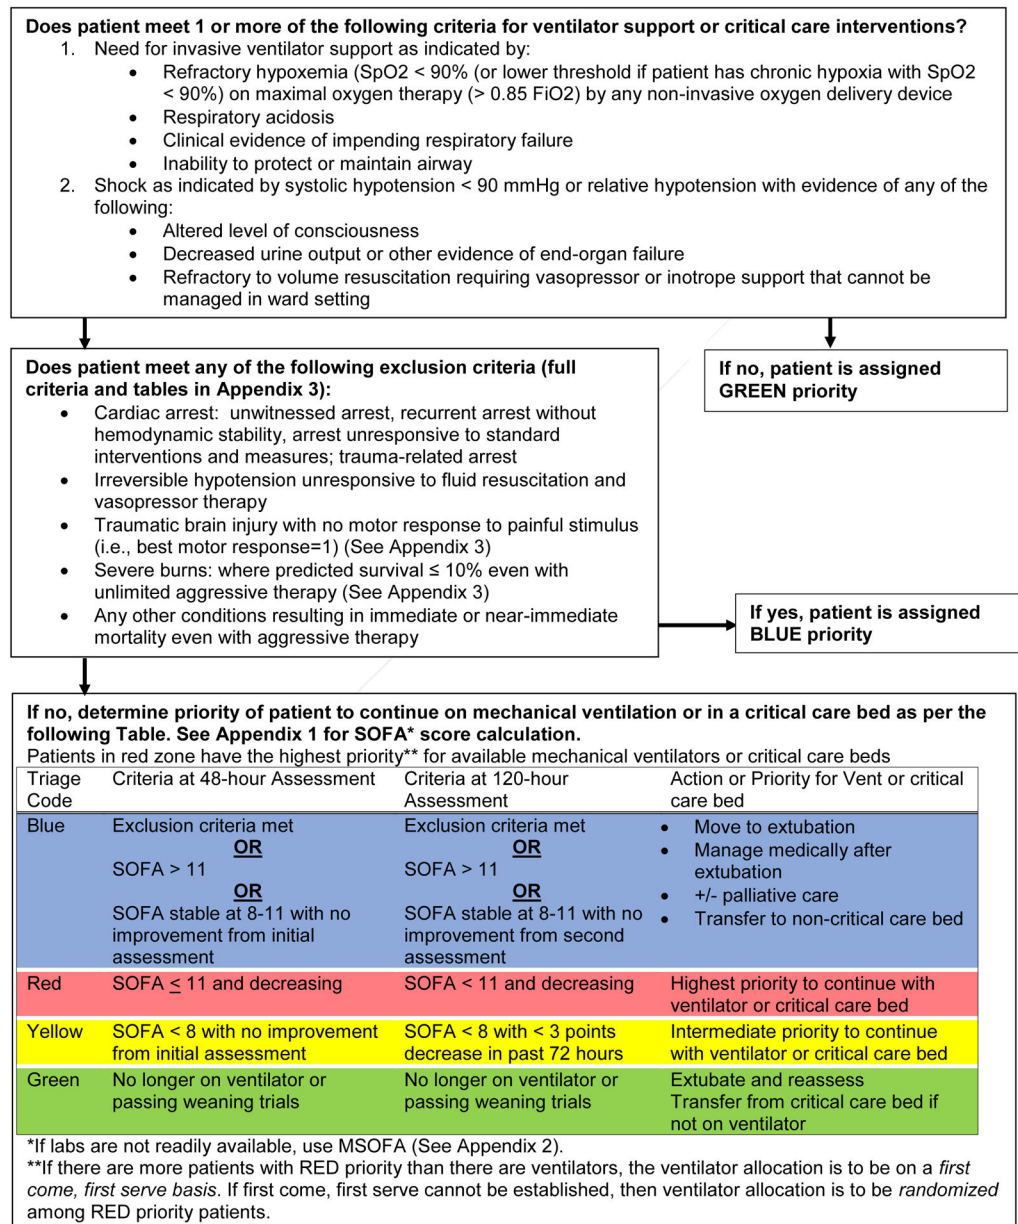 Does patient meet 1 or more of the following criteria for ventilator support or critical care interventions?
1. Need for invasive ventilator support as indicated by:
• Refractory hypoxemia (SpO2 < 90% (or lower threshold if patient has chronic hypoxia with SpO2
< 90%) on maximal oxygen therapy (> 0.85 FiO2) by any non-invasive oxygen delivery device
• Respiratory acidosis
• Clinical evidence of impending respiratory failure
• Inability to protect or maintain airway
2. Shock as indicated by systolic hypotension < 90 mmHg or relative hypotension with evidence of any of the
following:
• Altered level of consciousness
• Decreased urine output or other evidence of end-organ failure
• Refractory to volume resuscitation requiring vasopressor or inotrope support that cannot be
managed in ward setting
Does patient meet any of the following exclusion criteria (full
criteria and tables in Appendix 3):
• Cardiac arrest: unwitnessed arrest, recurrent arrest without
hemodynamic stability, arrest unresponsive to standard
interventions and measures; trauma-related arrest
• Irreversible hypotension unresponsive to fluid resuscitation and
vasopressor therapy
• Traumatic brain injury with no motor response to painful stimulus
(i.e., best motor response=1) (See Appendix 3)
• Severe burns: where predicted survival ≤ 10% even with
unlimited aggressive therapy (See Appendix 3)
• Any other conditions resulting in immediate or near-immediate
mortality even with aggressive therapy
If no, patient is assigned
GREEN priority
If yes, patient is assigned
BLUE priority
If no, determine priority of patient to continue on mechanical ventilation or in a critical care bed as per the
following Table. See Appendix 1 for SOFA* score calculation.
Patients in red zone have the highest priority** for available mechanical ventilators or critical care beds
Triage
Code
Criteria at 48-hour Assessment
Criteria at 120-hour
Assessment
Action or Priority for Vent or critical
care bed
Blue
Exclusion criteria met
OR
SOFA > 11
OR
SOFA stable at 8-11 with no
improvement from initial
assessment
Exclusion criteria met
OR
SOFA > 11
OR
SOFA stable at 8-11 with no
improvement from second
assessment
• Move to extubation
• Manage medically after
extubation
• +/- palliative care
• Transfer to non-critical care bed
Red
SOFA ≤ 11 and decreasing
SOFA < 11 and decreasing
Highest priority to continue with
ventilator or critical care bed
Yellow
SOFA < 8 with no improvement
from initial assessment
SOFA < 8 with < 3 points
decrease in past 72 hours
Intermediate priority to continue
with ventilator or critical care bed
Green
No longer on ventilator or
passing weaning trials
No longer on ventilator or
passing weaning trials
Extubate and reassess
Transfer from critical care bed if
not on ventilator
*If labs are not readily available, use MSOFA (See Appendix 2).
**If there are more patients with RED priority than there are ventilators, the ventilator allocation is to be on a first
come, first serve basis. If first come, first serve cannot be established, then ventilator allocation is to be randomized
among RED priority patients.